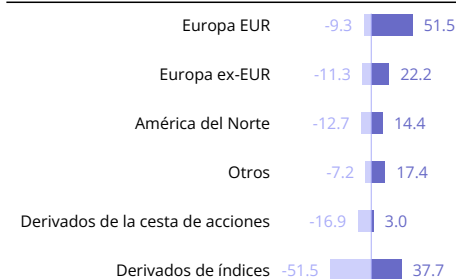 Europa EUR -9.3 51.5
Europa ex-EUR -11.3 22.2
América del Norte -12.7 14.4
Otros -7.2 17.4
Derivados de la cesta de acciones -16.9 3.0
Derivados de índices -51.5 37.7